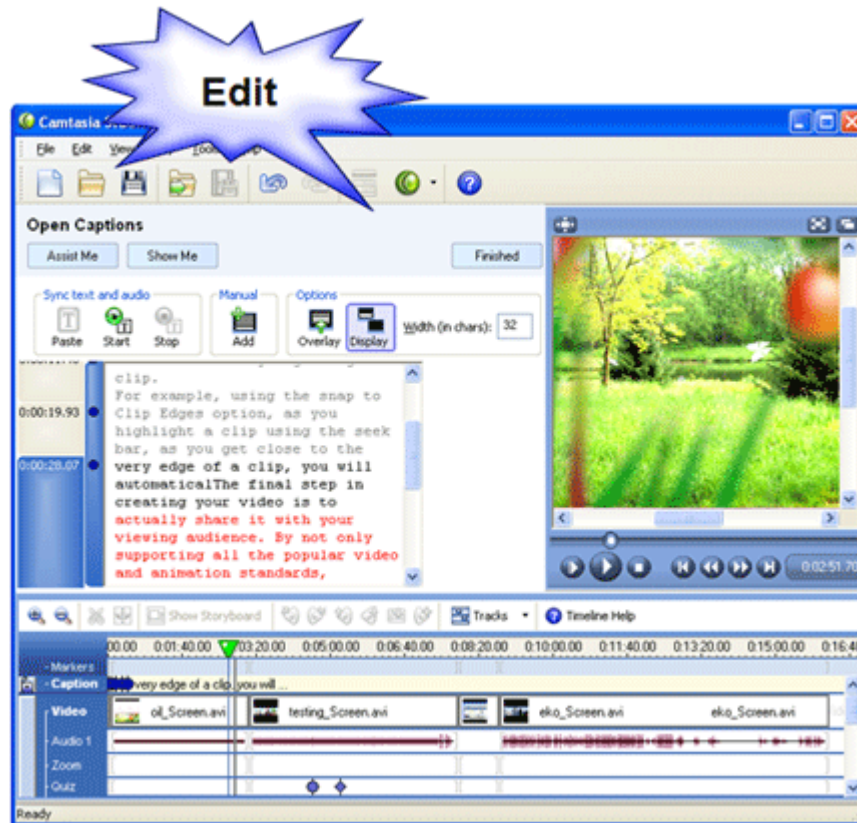 Edit
Camtasia
File Edit View Tools
Open Captions
Assist Me Show Me Finished
Sync text and audio Manual Options
Paste Start Stop Add Overlay Display Width (in chars): 32
clip.
0:00:19.93
For example, using the snap to
Clip Edges option, as you
highlight a clip using the seek
bar, as you get close to the
0:00:28.07
very edge of a clip, you will
automaticalThe final step in
creating your video is to
actually share it with your
viewing audience. By not only
supporting all the popular video
and animation standards,
0:02:51.70
Show Storyboard Tracks Timeline Help
00.00 0:01:40.00 03:20.00 0:05:00.00 0:06:40.00 0:08:20.00 0:10:00.00 0:11:40.00 0:13:20.00 0:15:00.00 0:16:40
Markers
Caption very edge of a clip, you will ...
Video oil_Screen.avi testing_Screen.avi eko_Screen.avi eko_Screen.avi
Audio 1
Zoom
Quiz
Ready